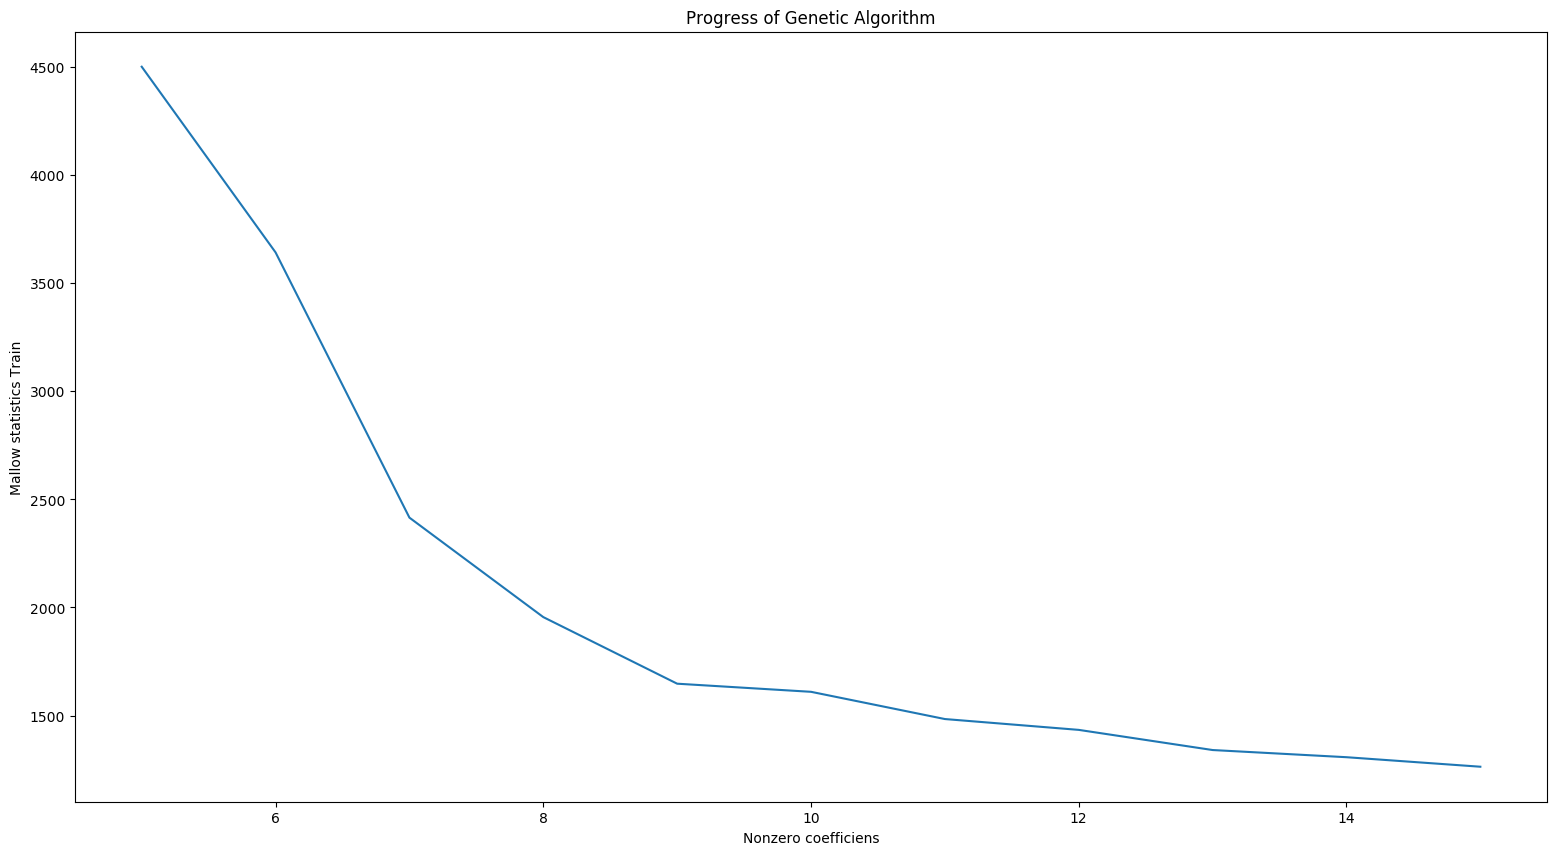 Progress of Genetic Algorithm
4500
4000
3500
3000
2500
2000
1500
Mallow statistics Train
6 8 10 12 14
Nonzero coefficiens